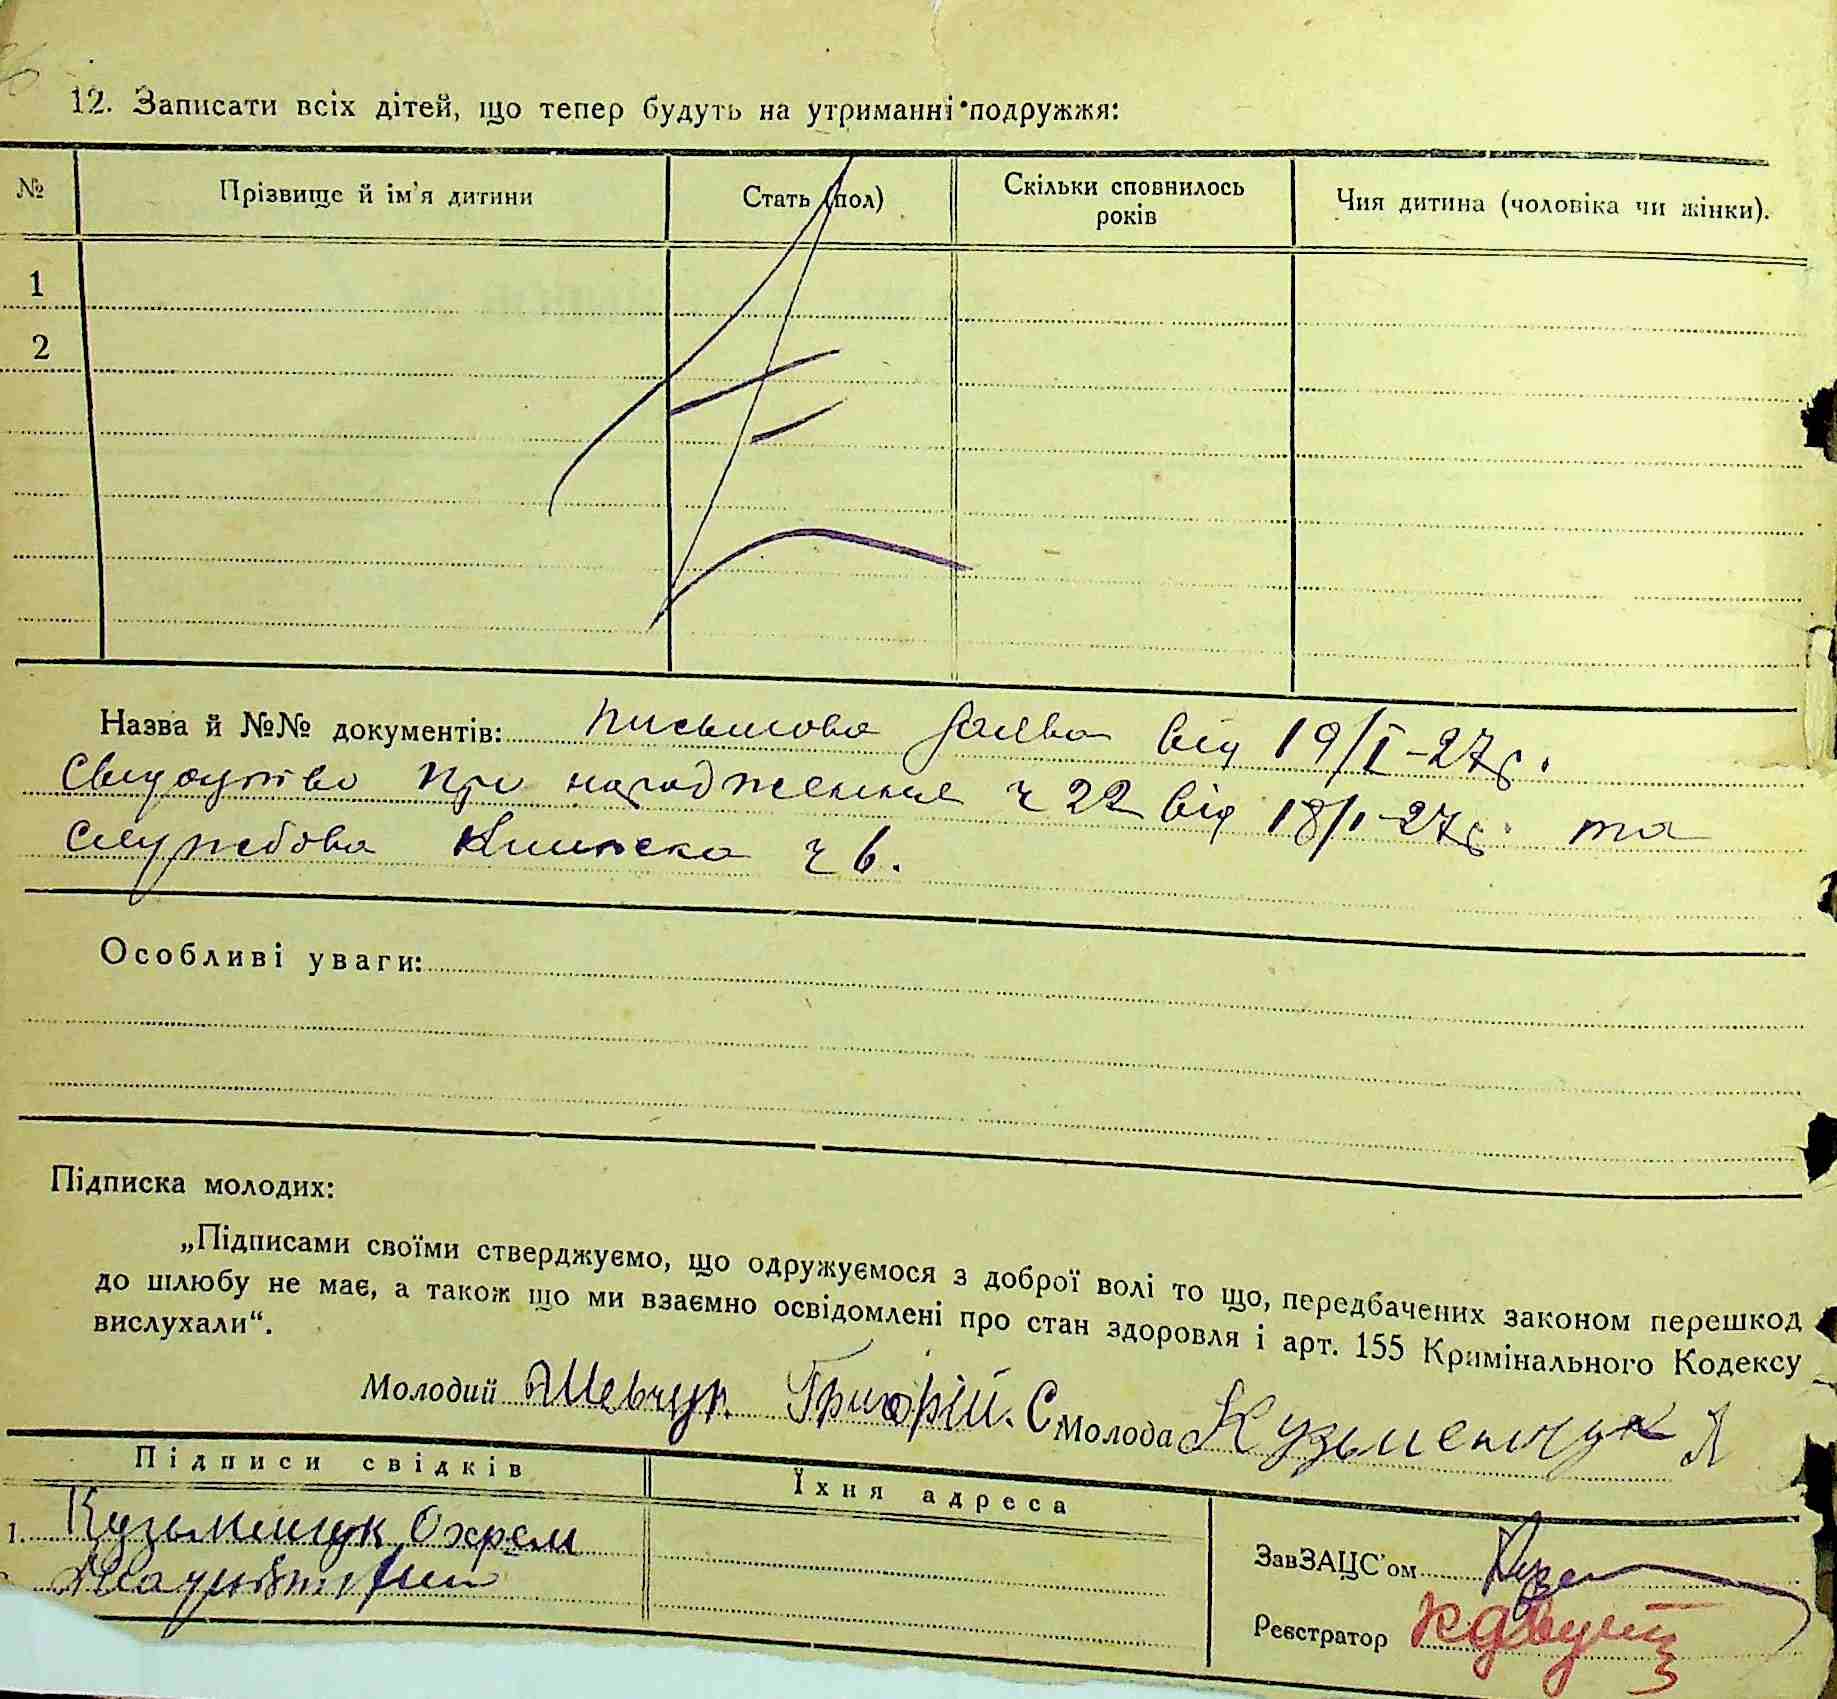 12. Записати всіх дітей, що тепер будуть на утриманні подружжя:
№ Прізвище й ім'я дитини Стать (пол) Скільки сповнилось років Чия дитина (чоловіка чи жінки).
1
2
Назва й №№ документів: письмова заява від 19/I-27р.
Свидоцтво про народження ч 22 від 18/I-27р. та
службова книжка ч 6.
Особливі уваги:
Підписка молодих:
„Підписами своїми стверджуємо, що одружуємося з доброї волі то що, передбачених законом перешкод
до шлюбу не має, а також що ми взаємно освідомлені про стан здоровля і арт. 155 Кримінального Кодексу
вислухали“.
Молодий Шевчук Григорій. С. Молода Кузьменчук Я
Підписи свідків Їхня адреса
1. Кузьменчук Охрем
ЗавЗАЦС'ом
Реєстратор